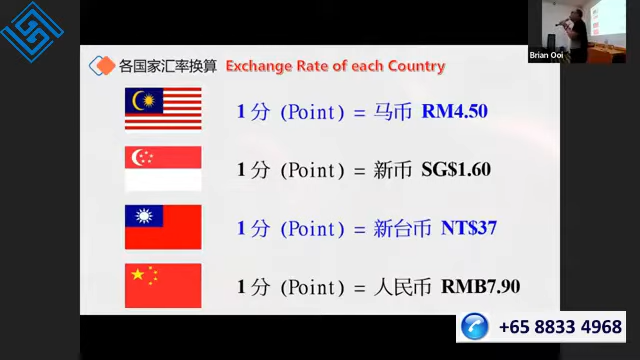 各国家汇率换算 Exchange Rate of each Country
1 分 (Point) = 马币 RM4.50
1 分 (Point) = 新币 SG$1.60
1 分 (Point) = 新台币 NT$37
1 分 (Point) = 人民币 RMB7.90
Brian Ooi
+65 8833 4968